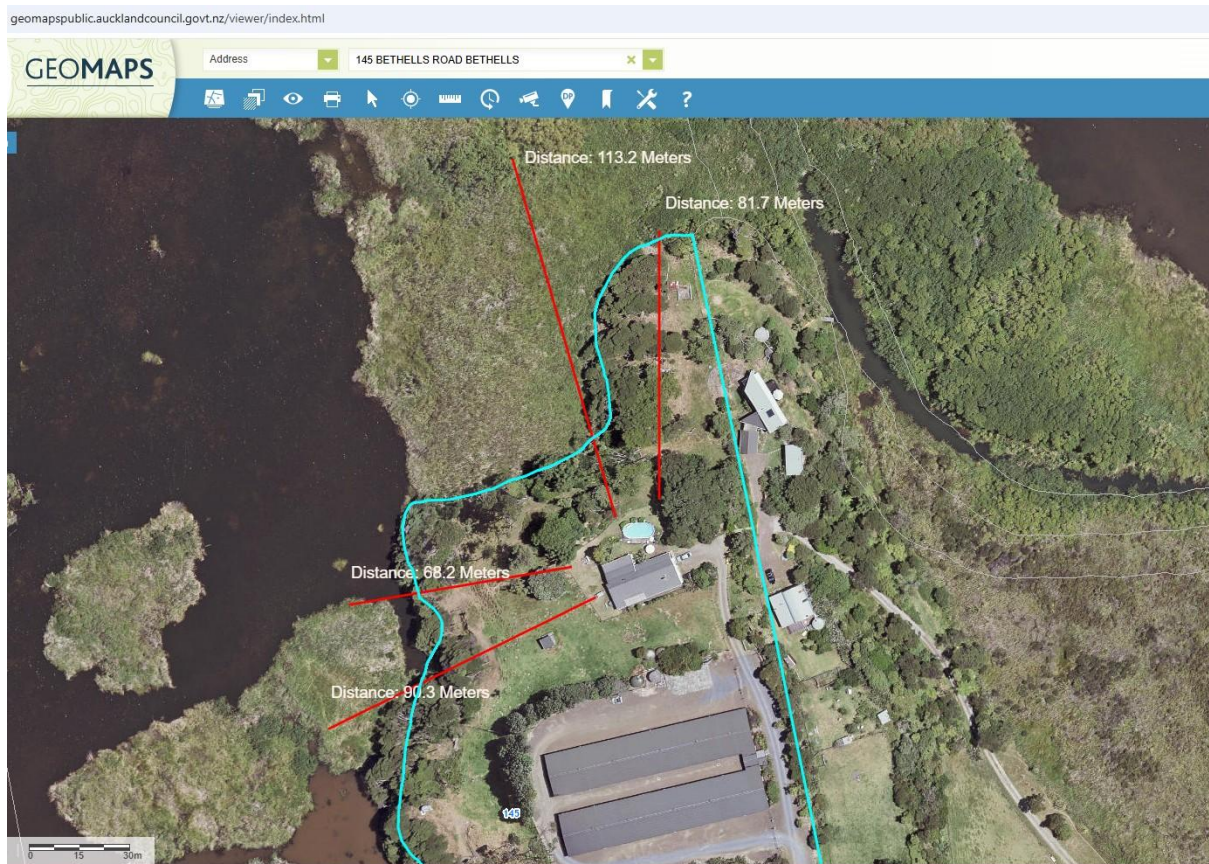 geomapspublic.aucklandcouncil.govt.nz/viewer/index.html
GEOMAPS
Address
145 BETHELLS ROAD BETHELLS
DP
?
Distance: 113.2 Meters
Distance: 81.7 Meters
Distance: 68.2 Meters
Distance: 90.3 Meters
145
0 15 30m